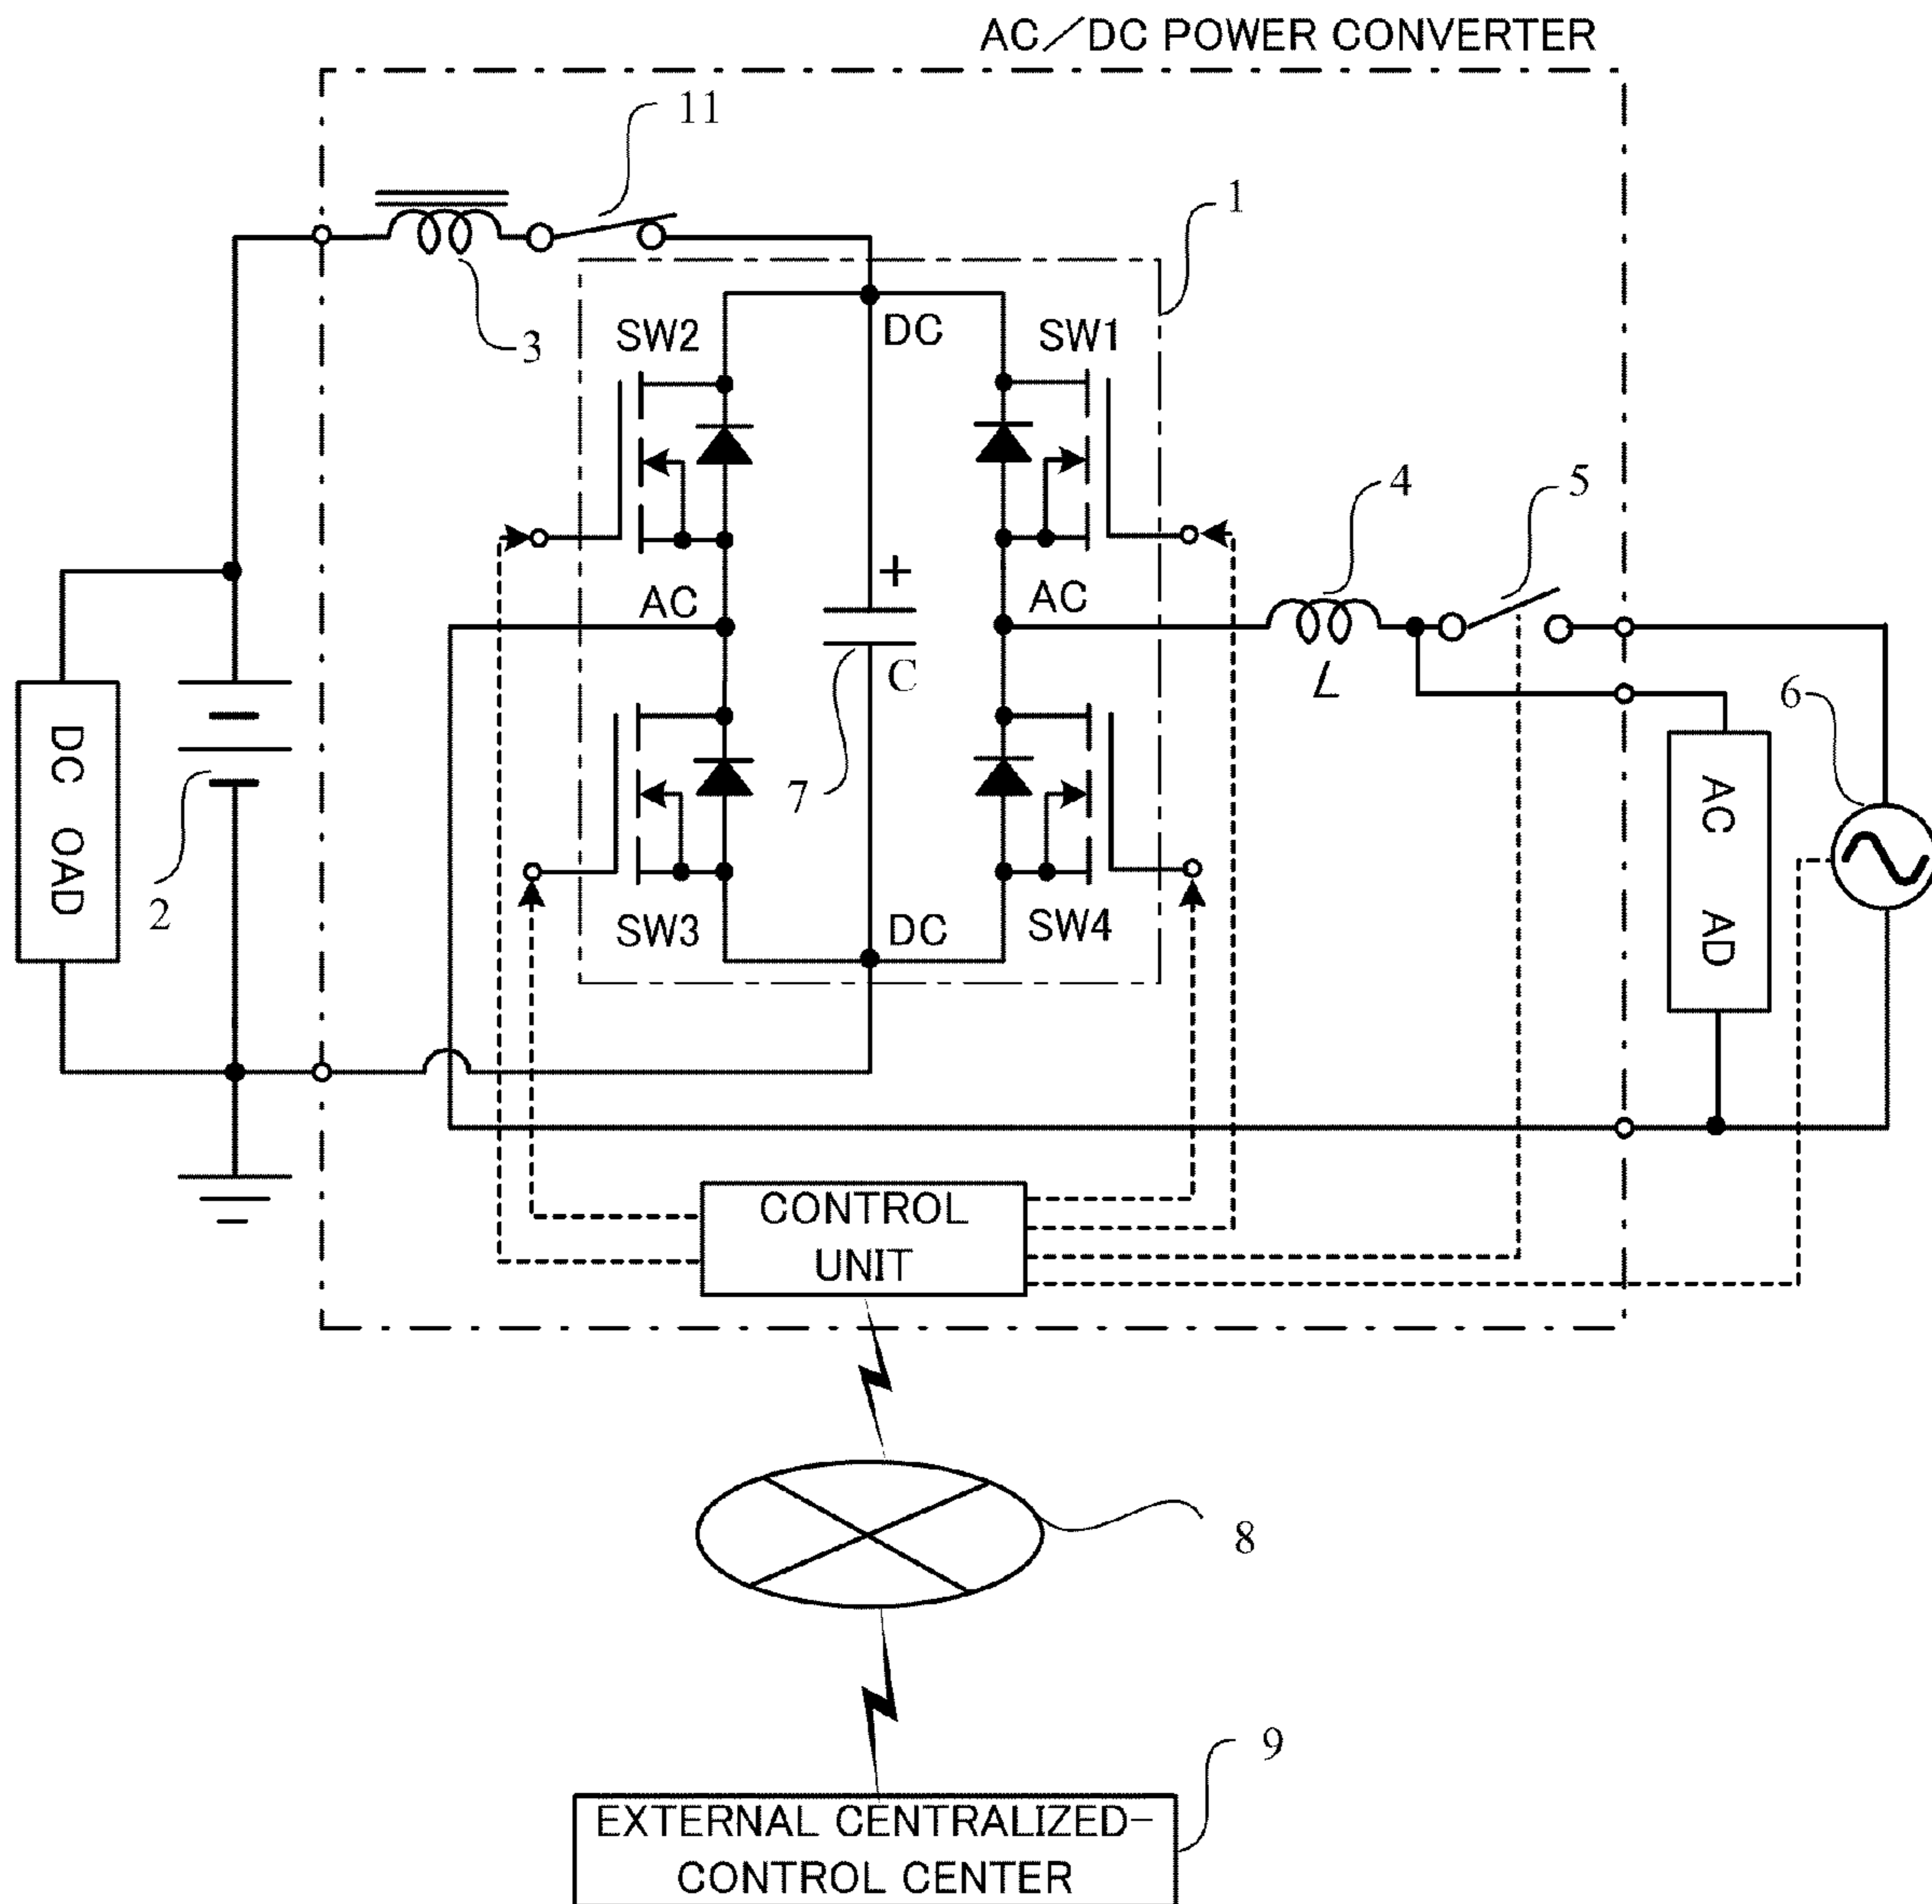 AC/DC POWER CONVERTER
11
1
3
SW2
DC
SW1
4
5
+
AC
AC
C
L
6
DC OAD
2
7
AC AD
SW3
DC
SW4
CONTROL
UNIT
8
9
EXTERNAL CENTRALIZED-
CONTROL CENTER